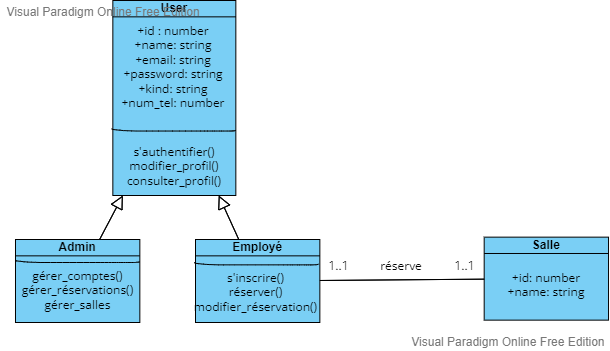 Visual Paradigm Online Free Edition
User
+id : number
+name: string
+email: string
+password: string
+kind: string
+num_tel: number
s'authentifier()
modifier_profil()
consulter_profil()
Admin
gérer_comptes()
gérer_réservations()
gérer_salles
Employé
s'inscrire()
réserver()
modifier_réservation()
1..1 réserve 1..1
Salle
+id: number
+name: string
Visual Paradigm Online Free Edition